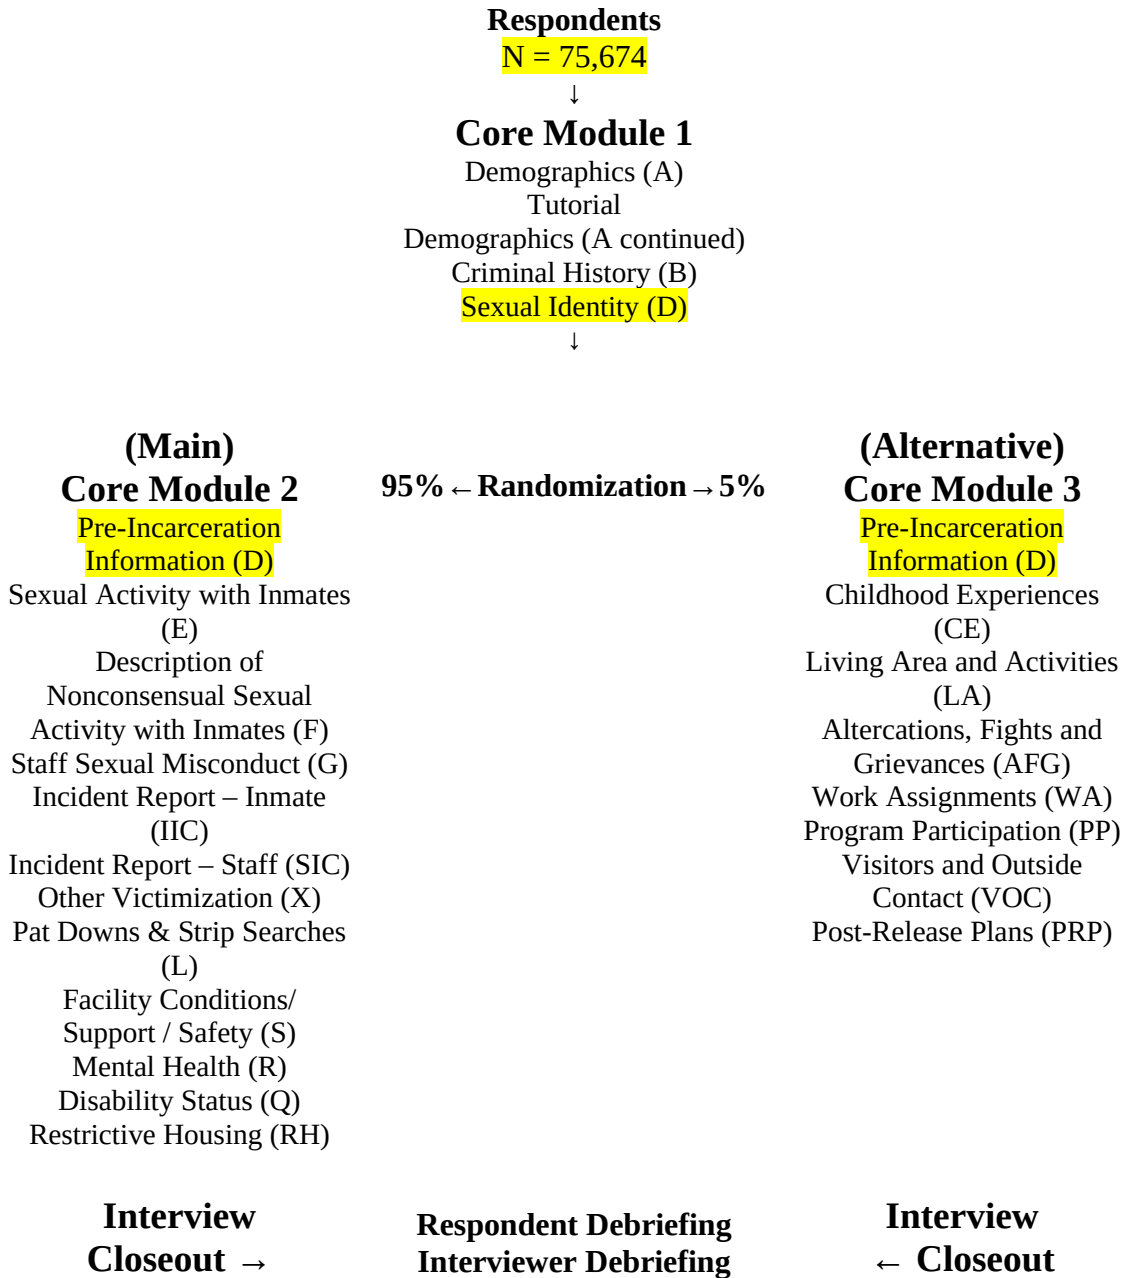 Respondents
N = 75,674
↓
Core Module 1
Demographics (A)
Tutorial
Demographics (A continued)
Criminal History (B)
Sexual Identity (D)
↓
(Main)
Core Module 2
Pre-Incarceration
Information (D)
Sexual Activity with Inmates
(E)
Description of
Nonconsensual Sexual
Activity with Inmates (F)
Staff Sexual Misconduct (G)
Incident Report – Inmate
(IIC)
Incident Report – Staff (SIC)
Other Victimization (X)
Pat Downs & Strip Searches
(L)
Facility Conditions/
Support / Safety (S)
Mental Health (R)
Disability Status (Q)
Restrictive Housing (RH)
95%←Randomization→5%
(Alternative)
Core Module 3
Pre-Incarceration
Information (D)
Childhood Experiences
(CE)
Living Area and Activities
(LA)
Altercations, Fights and
Grievances (AFG)
Work Assignments (WA)
Program Participation (PP)
Visitors and Outside
Contact (VOC)
Post-Release Plans (PRP)
Interview
Closeout →
Respondent Debriefing
Interviewer Debriefing
Interview
← Closeout